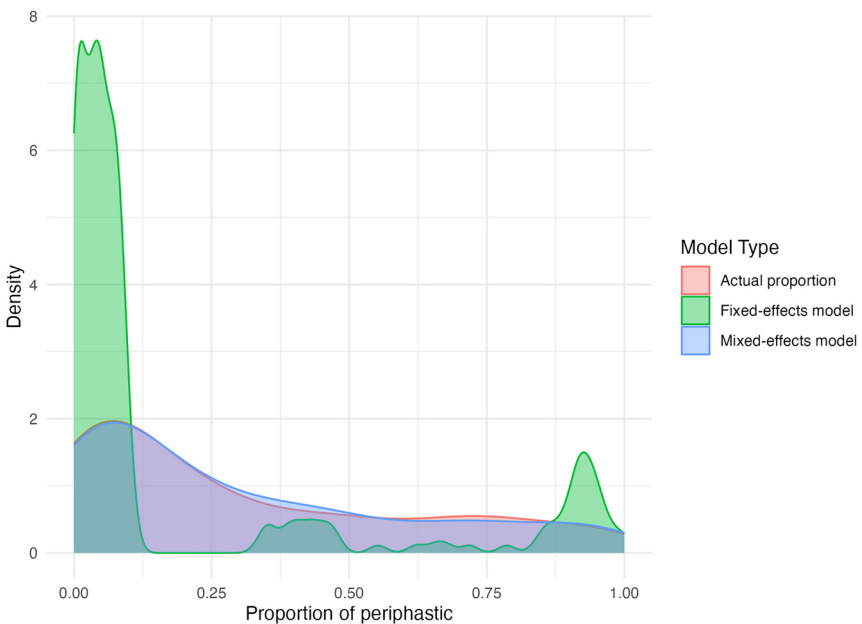 8
6
4
2
0
Density
0.00 0.25 0.50 0.75 1.00
Proportion of periphastic
Model Type
Actual proportion
Fixed-effects model
Mixed-effects model